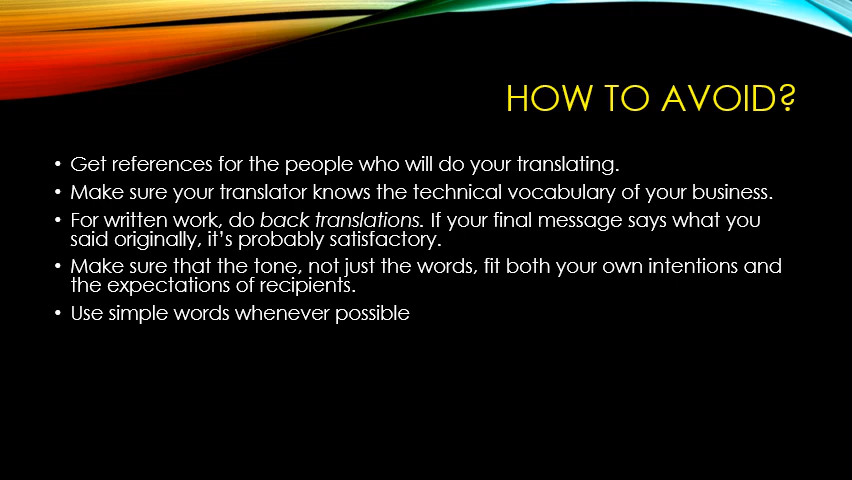 HOW TO AVOID?
• Get references for the people who will do your translating.
• Make sure your translator knows the technical vocabulary of your business.
• For written work, do back translations. If your final message says what you
said originally, it's probably satisfactory.
• Make sure that the tone, not just the words, fit both your own intentions and
the expectations of recipients.
• Use simple words whenever possible